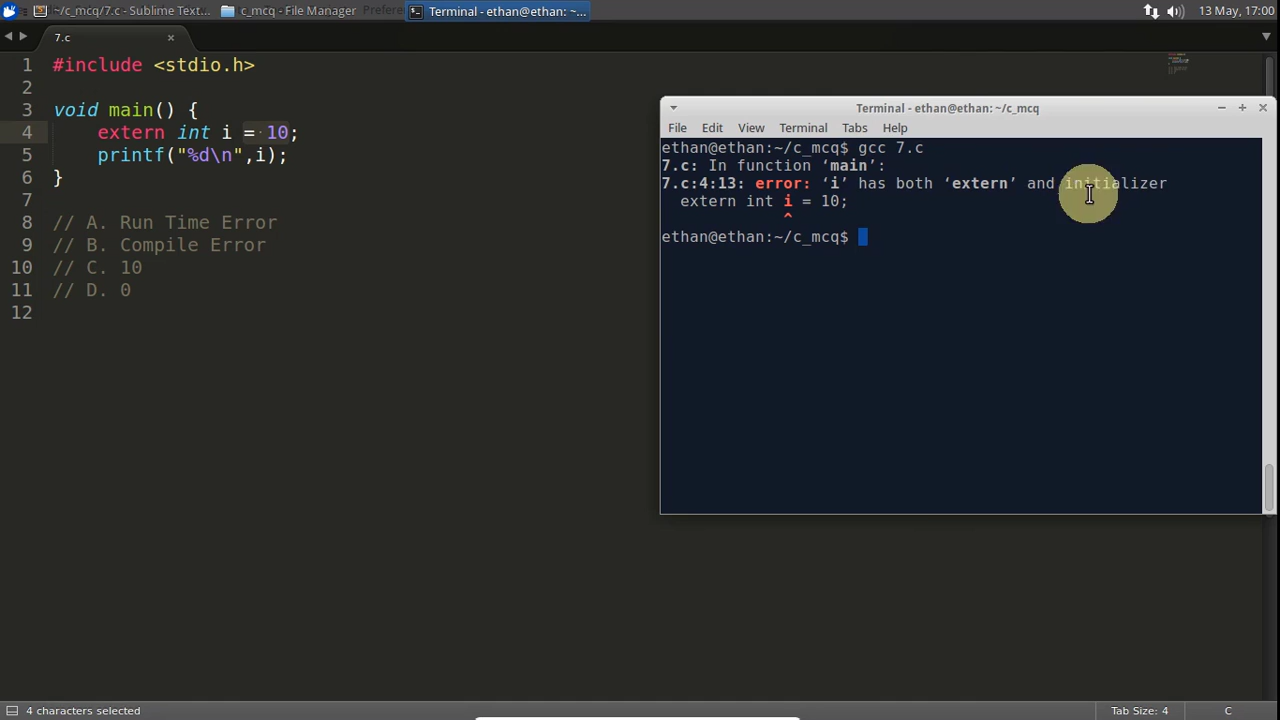 ~/c_mcq/7.c - Sublime Text... c_mcq - File Manager Preferen Terminal - ethan@ethan: ~... 13 May, 17:00
7.c ×
1 #include <stdio.h>
2
3 void main() {
4 extern int i = 10;
5 printf("%d\n",i);
6 }
7
8 // A. Run Time Error
9 // B. Compile Error
10 // C. 10
11 // D. 0
12
Terminal - ethan@ethan: ~/c_mcq
File Edit View Terminal Tabs Help
ethan@ethan:~/c_mcq$ gcc 7.c
7.c: In function ‘main’:
7.c:4:13: error: ‘i’ has both ‘extern’ and initializer
extern int i = 10;
^
ethan@ethan:~/c_mcq$
4 characters selected Tab Size: 4 C